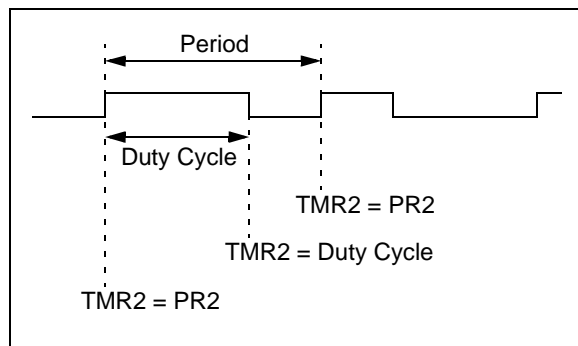 Period
Duty Cycle
TMR2 = PR2
TMR2 = Duty Cycle
TMR2 = PR2